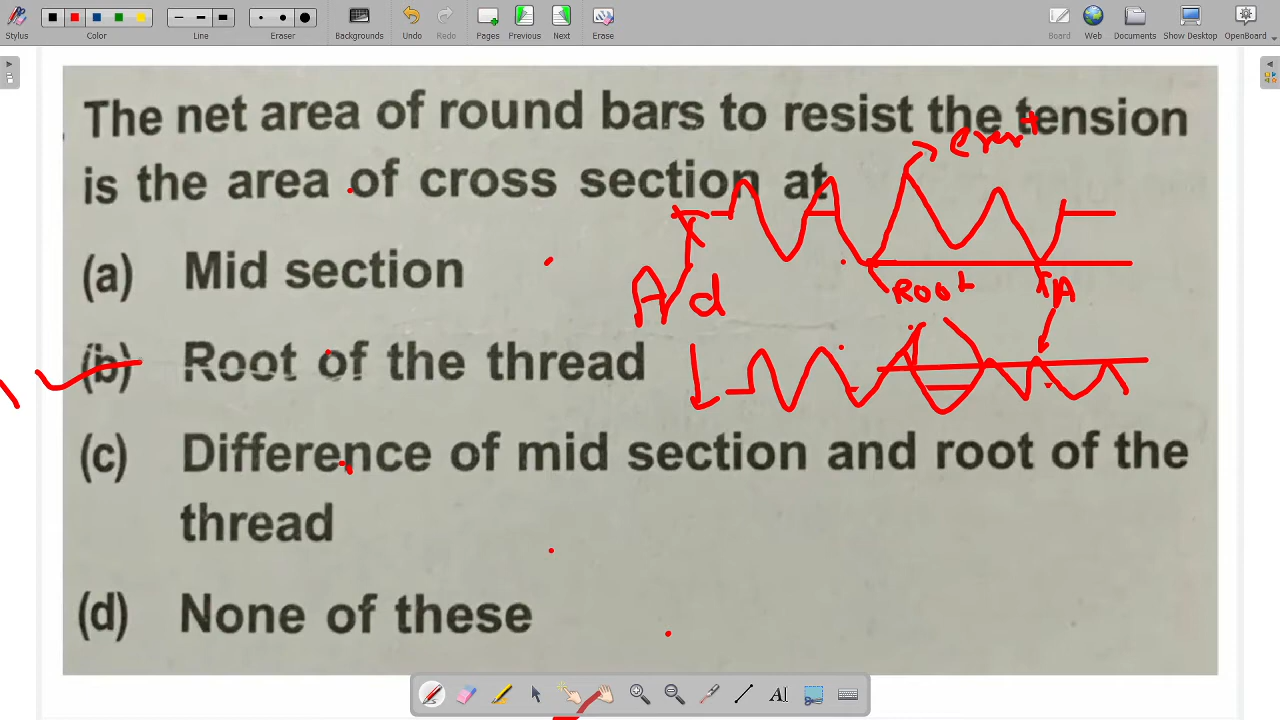 Stylus
Color
Line
Eraser
Backgrounds
Undo
Redo
Pages
Previous
Next
Erase
Board
Web
Documents
Show Desktop
OpenBoard
The net area of round bars to resist the tension
is the area of cross section at
(a) Mid section
(b) Root of the thread
(c) Difference of mid section and root of the
thread
(d) None of these
crest
Root
A
A
d